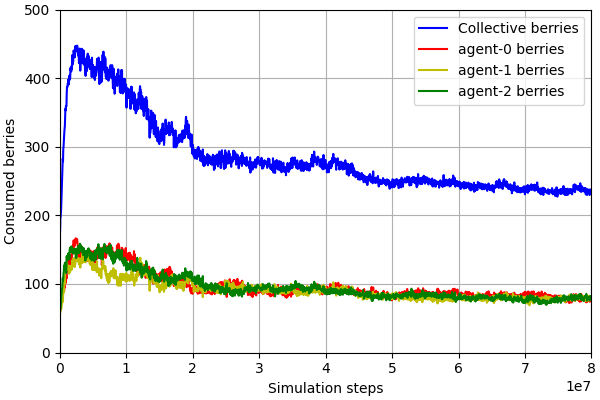 500
400
300
200
100
0
Consumed berries
Collective berries
agent-0 berries
agent-1 berries
agent-2 berries
0 1 2 3 4 5 6 7 8
1e7
Simulation steps